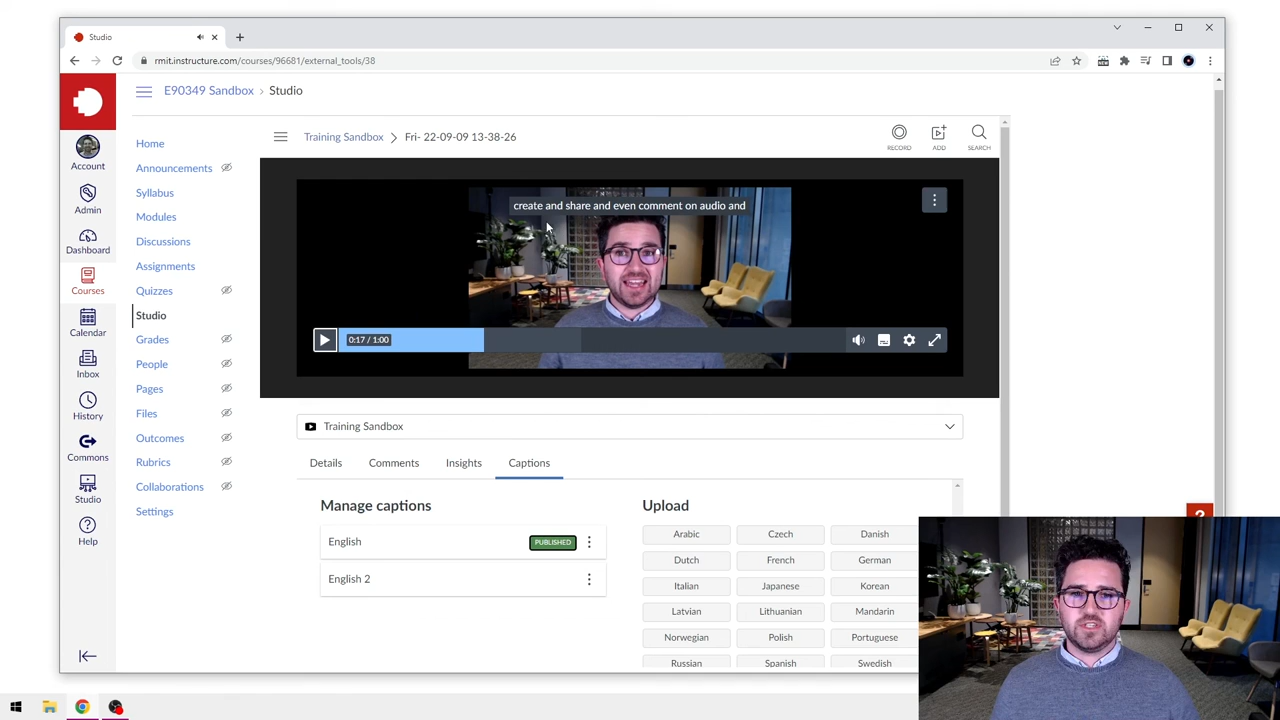 Studio
rmit.instructure.com/courses/96681/external_tools/38
E90349 Sandbox > Studio
Account
Admin
Dashboard
Courses
Calendar
Inbox
History
Commons
Studio
Help
Home
Announcements
Syllabus
Modules
Discussions
Assignments
Quizzes
Studio
Grades
People
Pages
Files
Outcomes
Rubrics
Collaborations
Settings
Training Sandbox > Fri- 22-09-09 13-38-26
RECORD
ADD
SEARCH
create and share and even comment on audio and
0:17 / 1:00
Training Sandbox
Details Comments Insights Captions
Manage captions
English PUBLISHED
English 2
Upload
Arabic Czech Danish
Dutch French German
Italian Japanese Korean
Latvian Lithuanian Mandarin
Norwegian Polish Portuguese
Russian Spanish Swedish